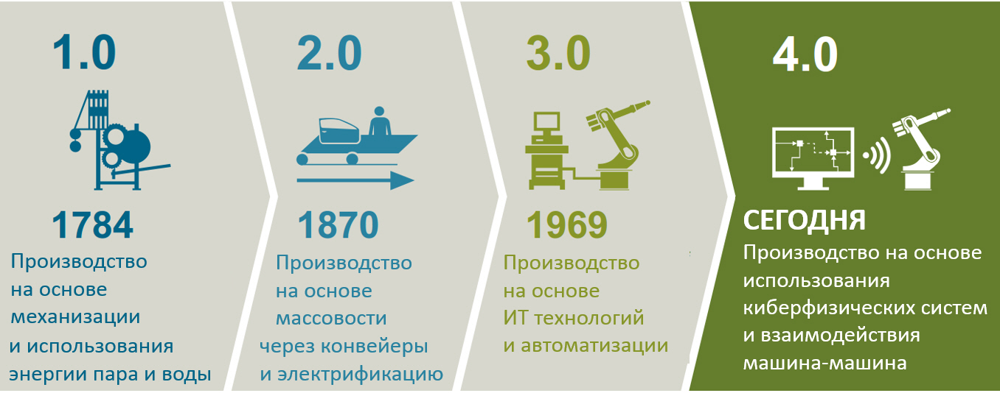 1.0
1784
Производство
на основе
механизации
и использования
энергии пара и воды
2.0
1870
Производство
на основе
массовости
через конвейеры
и электрификацию
3.0
1969
Производство
на основе
ИТ технологий
и автоматизации
4.0
СЕГОДНЯ
Производство на основе
использования
киберфизических систем
и взаимодействия
машина-машина